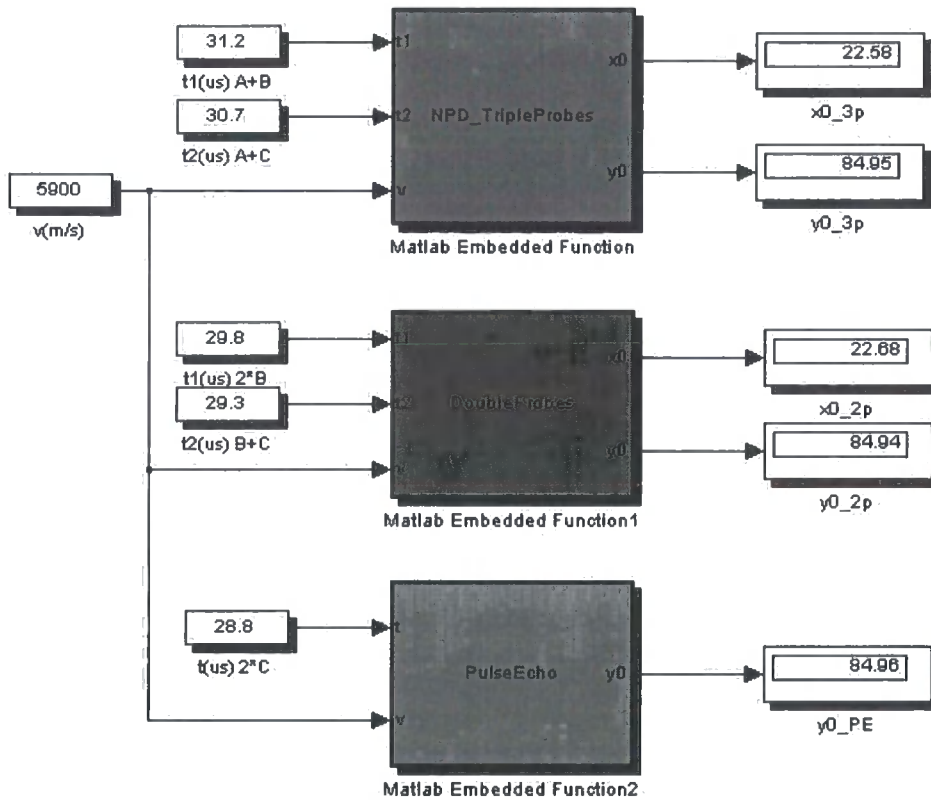 31.2
t1(us) A+B
30.7
t2(us) A+C
5900
v(m/s)
t1
t2
v
NPD_TripleProbes
x0
y0
Matlab Embedded Function
22.58
x0_3p
84.95
y0_3p
29.8
t1(us) 2*B
29.3
t2(us) B+C
t1
t2
v
DoubleProbes
x0
y0
Matlab Embedded Function1
22.68
x0_2p
84.94
y0_2p
28.8
t(us) 2*C
t
v
PulseEcho
y0
Matlab Embedded Function2
84.96
y0_PE